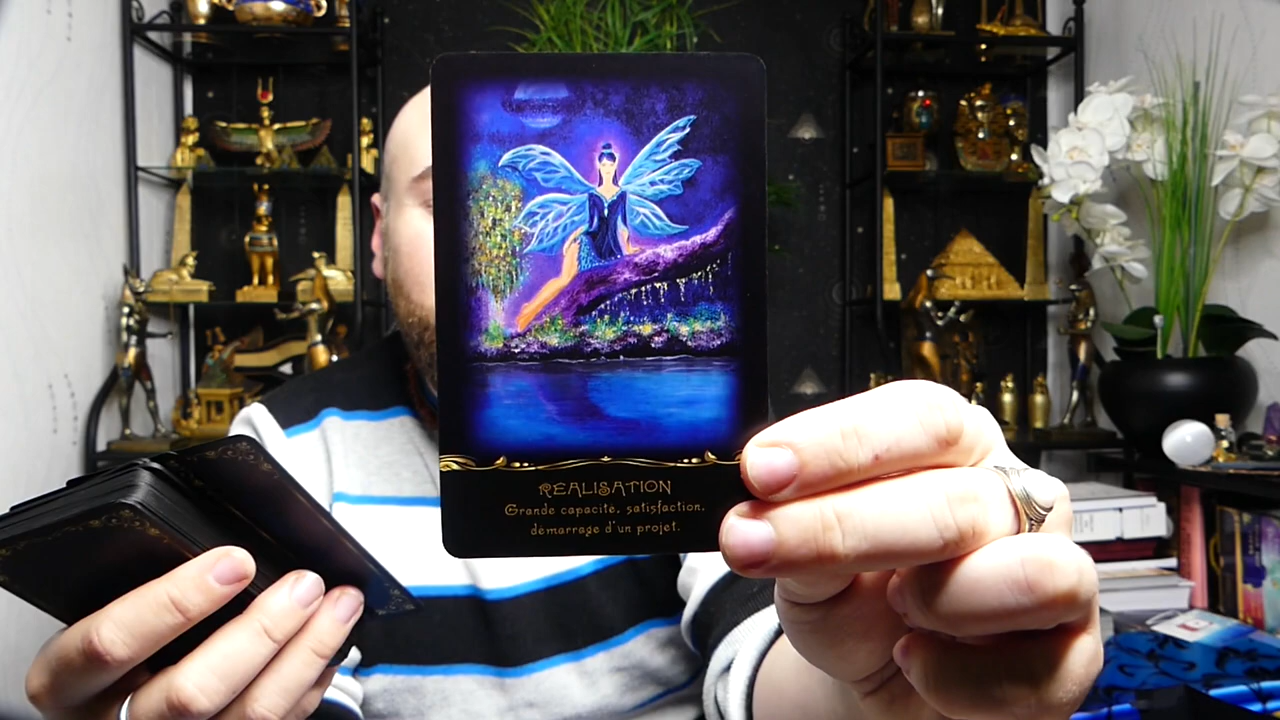 REALISATION
Grande capacité, satisfaction,
démarrage d'un projet.